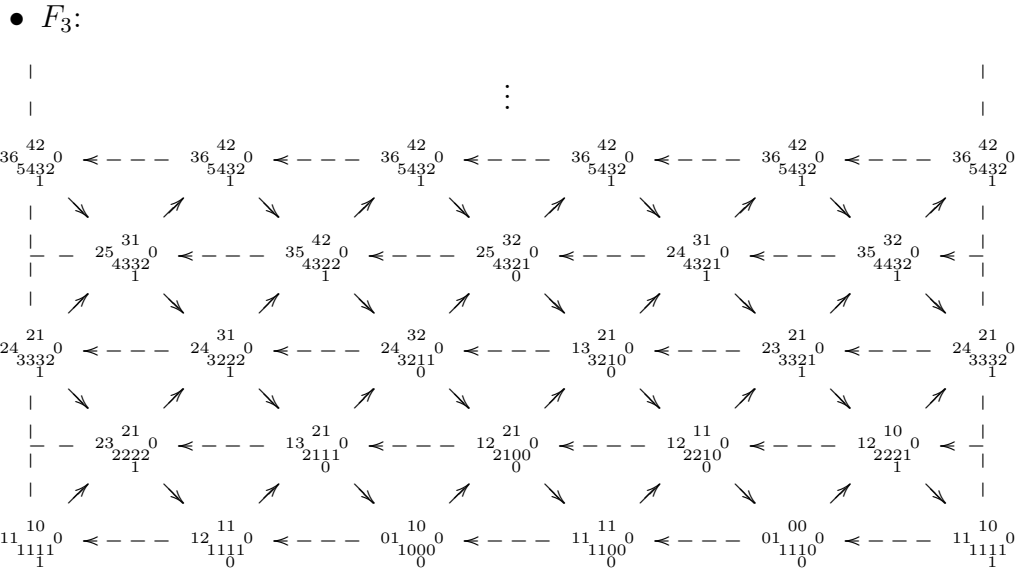 • F₃:
⋮
42 42 42 42 42 42
36 0 36 0 36 0 36 0 36 0 36 0
5432 5432 5432 5432 5432 5432
1 1 1 1 1 1
31 42 32 31 32
25 0 35 0 25 0 24 0 35 0
4332 4322 4321 4321 4432
1 1 0 1 1
21 31 32 21 21 21
24 0 24 0 24 0 13 0 23 0 24 0
3332 3222 3211 3210 3321 3332
1 1 0 0 1 1
21 21 21 11 10
23 0 13 0 12 0 12 0 12 0
2222 2111 2100 2210 2221
1 0 0 0 1
10 11 10 11 00 10
11 0 12 0 01 0 11 0 01 0 11 0
1111 1111 1000 1100 1110 1111
1 0 0 0 0 1